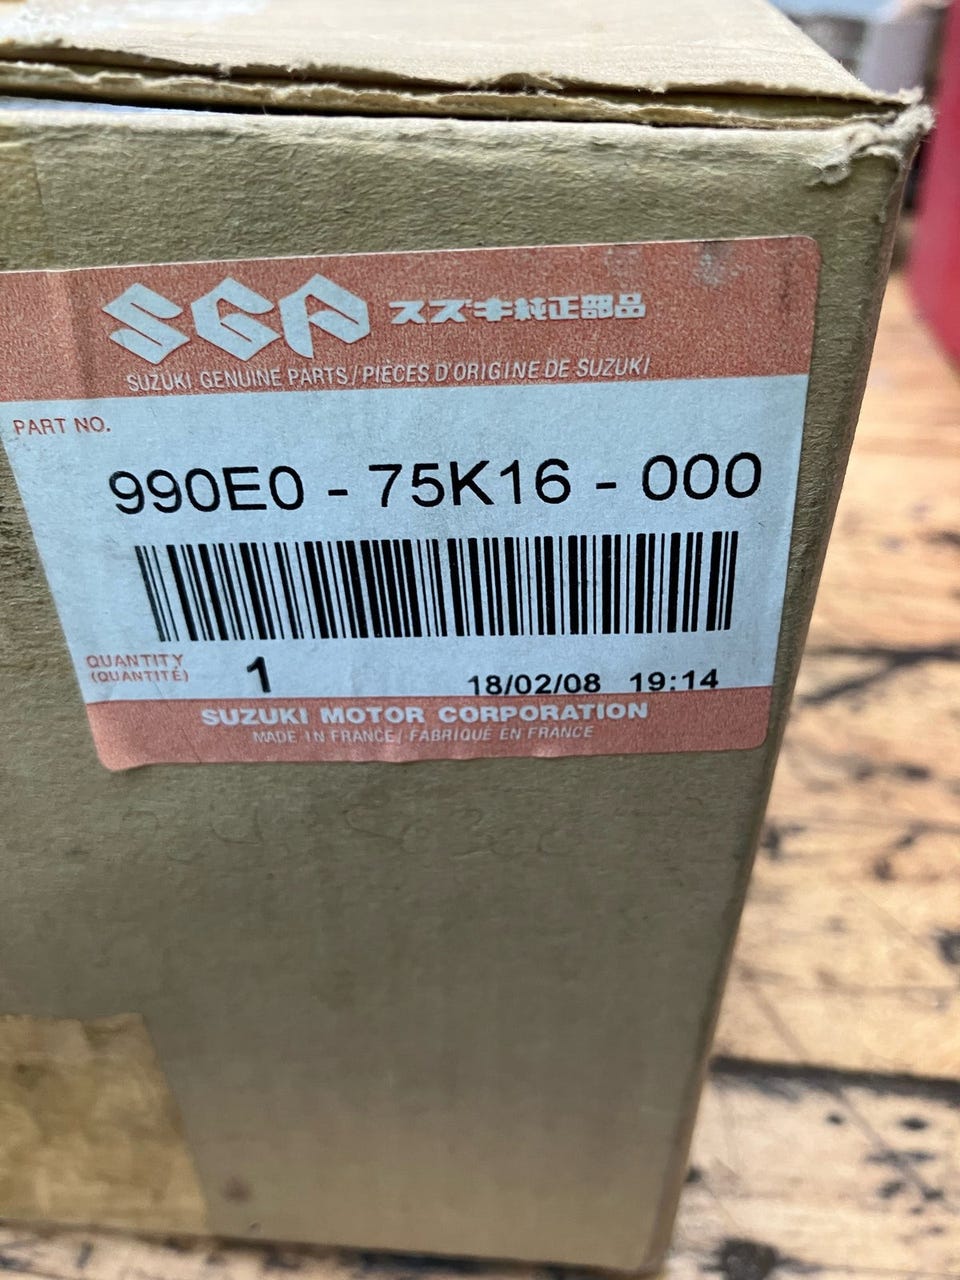 SGP スズキ純正部品
SUZUKI GENUINE PARTS/PIÈCES D'ORIGINE DE SUZUKI
PART NO.
990E0 - 75K16 - 000
QUANTITY
(QUANTITÉ)
1
18/02/08 19:14
SUZUKI MOTOR CORPORATION
MADE IN FRANCE/ FABRIQUÉ EN FRANCE